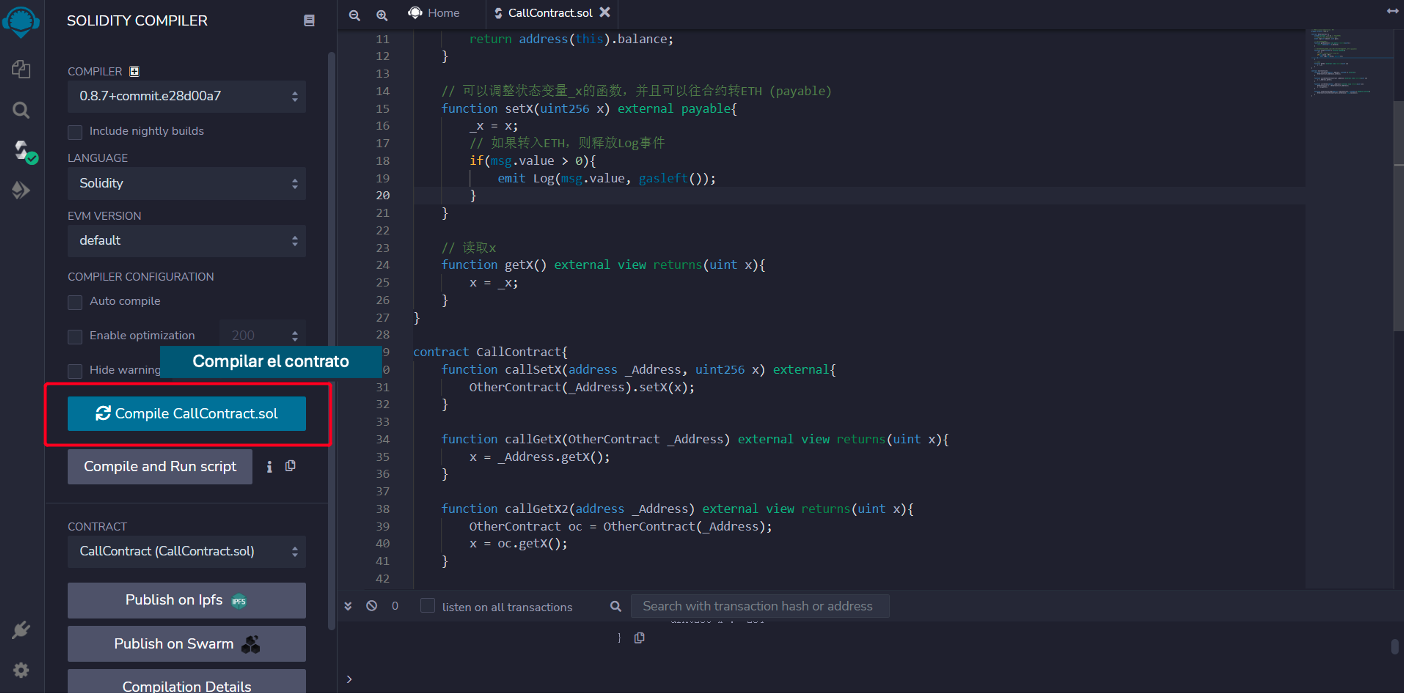 SOLIDITY COMPILER
COMPILER
0.8.7+commit.e28d00a7
Include nightly builds
LANGUAGE
Solidity
EVM VERSION
default
COMPILER CONFIGURATION
Auto compile
Enable optimization
200
Hide warning
Compilar el contrato
Compile CallContract.sol
Compile and Run script
CONTRACT
CallContract (CallContract.sol)
Publish on Ipfs
IPFS
Publish on Swarm
Compilation Details
Home
CallContract.sol
11 return address(this).balance;
12 }
13
14 // 可以调整状态变量_x的函数，并且可以往合约转ETH (payable)
15 function setX(uint256 x) external payable{
16 _x = x;
17 // 如果转入ETH，则释放Log事件
18 if(msg.value > 0){
19 emit Log(msg.value, gasleft());
20 }
21 }
22
23 // 读取x
24 function getX() external view returns(uint x){
25 x = _x;
26 }
27 }
28
9 contract CallContract{
0 function callSetX(address _Address, uint256 x) external{
31 OtherContract(_Address).setX(x);
32 }
33
34 function callGetX(OtherContract _Address) external view returns(uint x){
35 x = _Address.getX();
36 }
37
38 function callGetX2(address _Address) external view returns(uint x){
39 OtherContract oc = OtherContract(_Address);
40 x = oc.getX();
41 }
42
0
listen on all transactions
Search with transaction hash or address
]
>